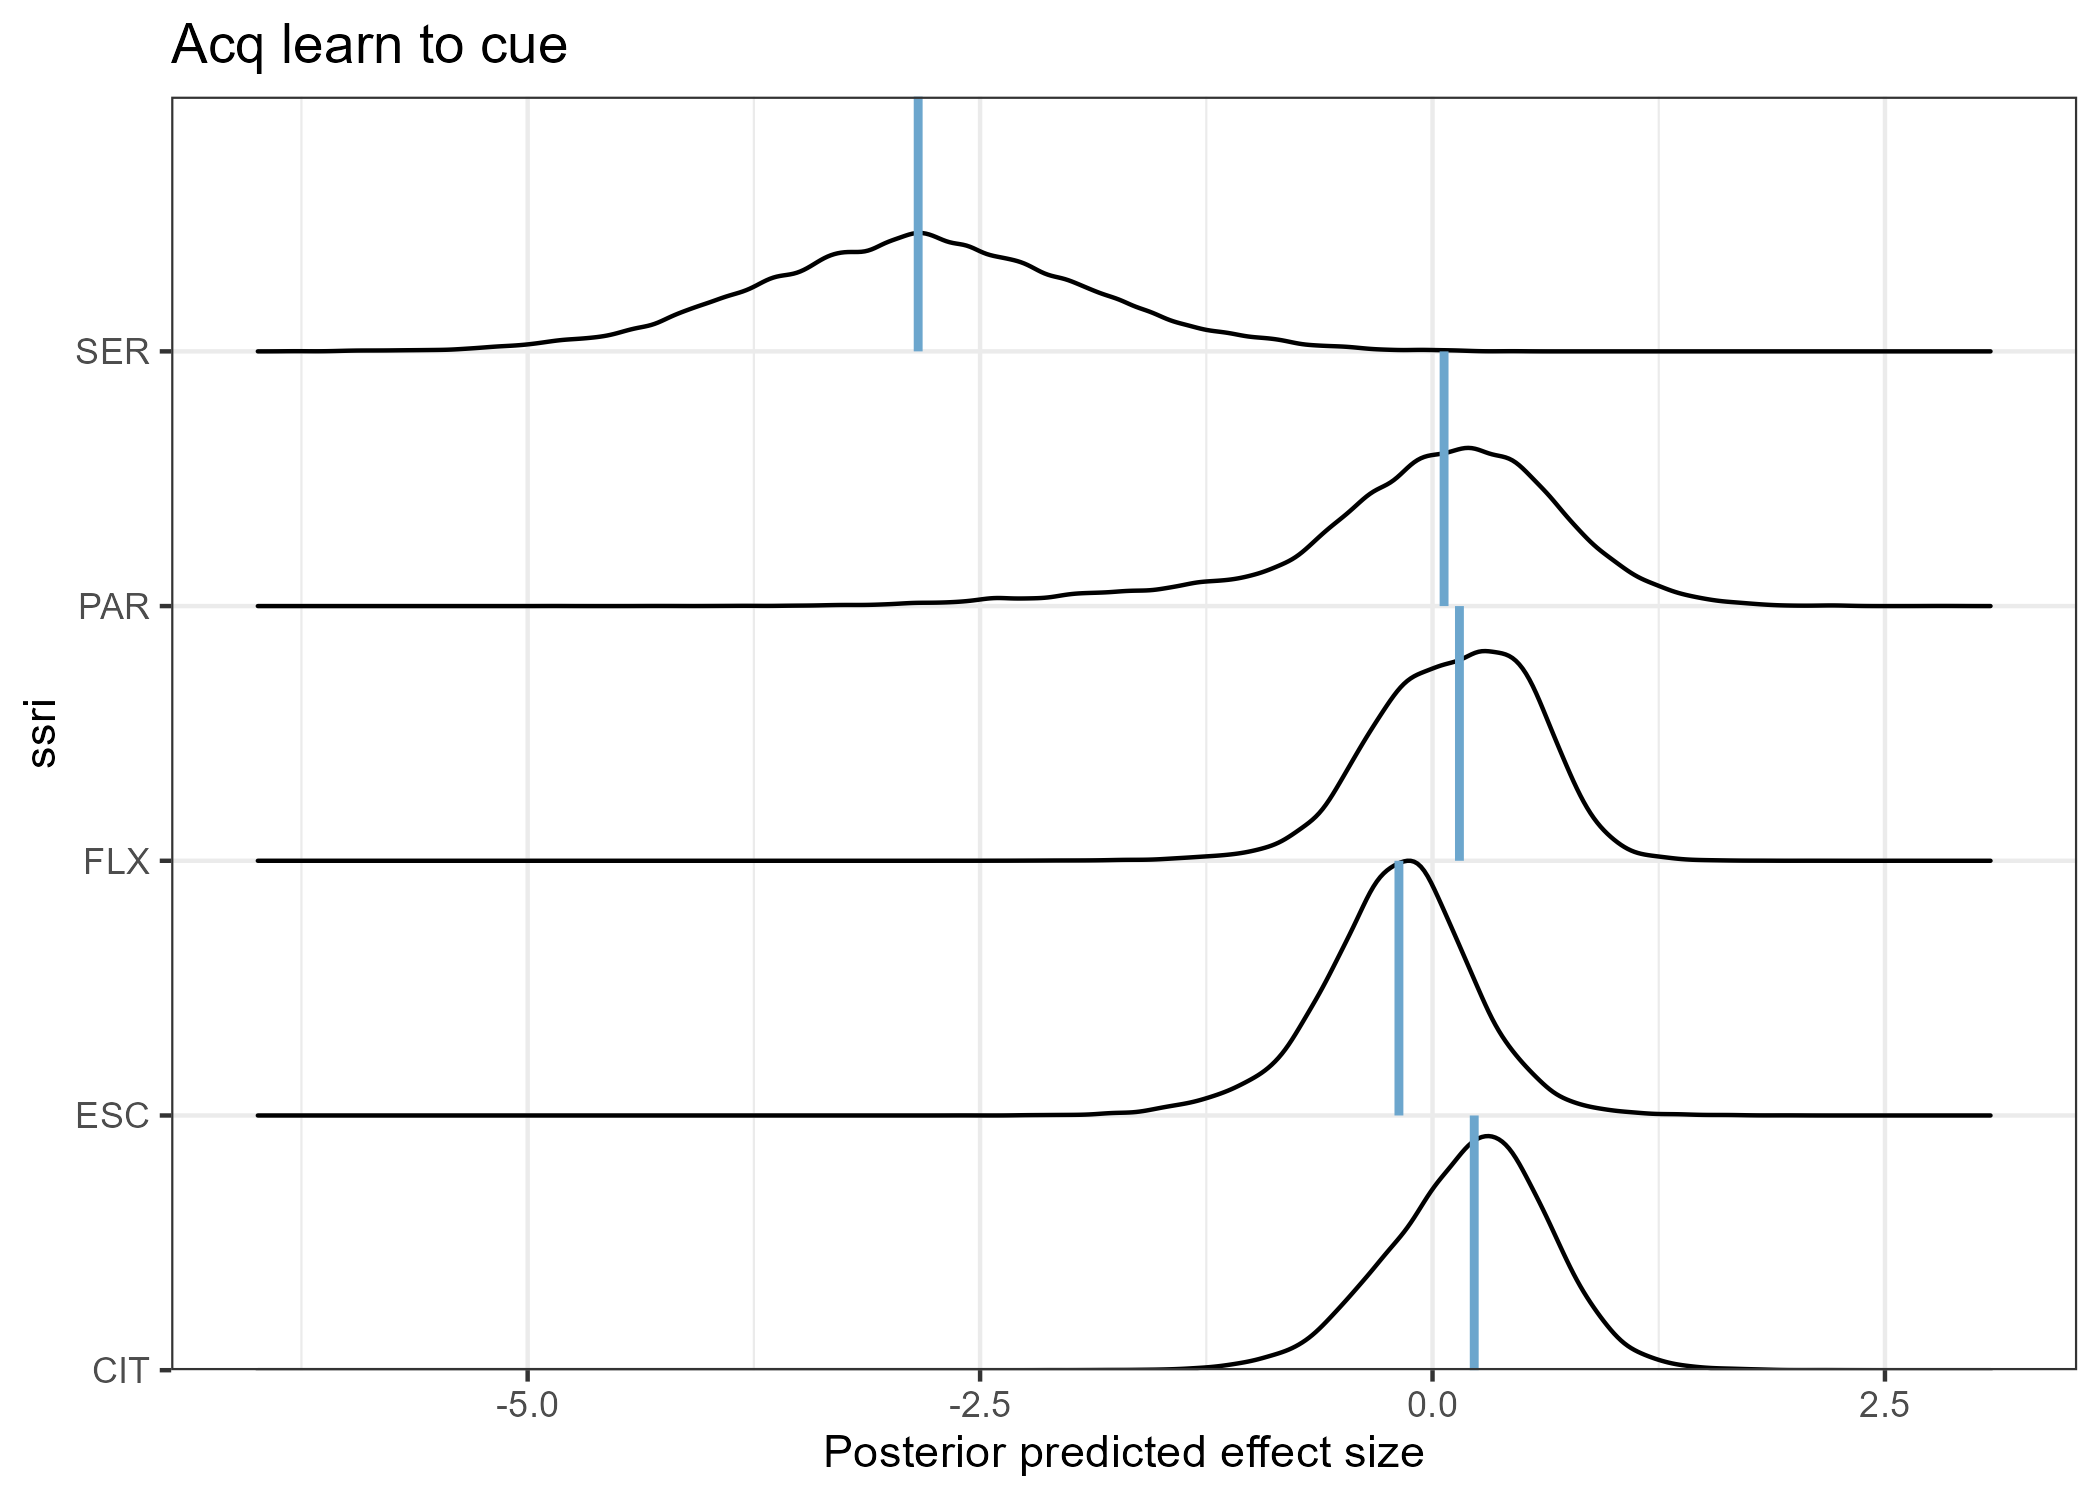 Acq learn to cue
ssri
SER
PAR
FLX
ESC
CIT
-5.0
-2.5
0.0
2.5
Posterior predicted effect size